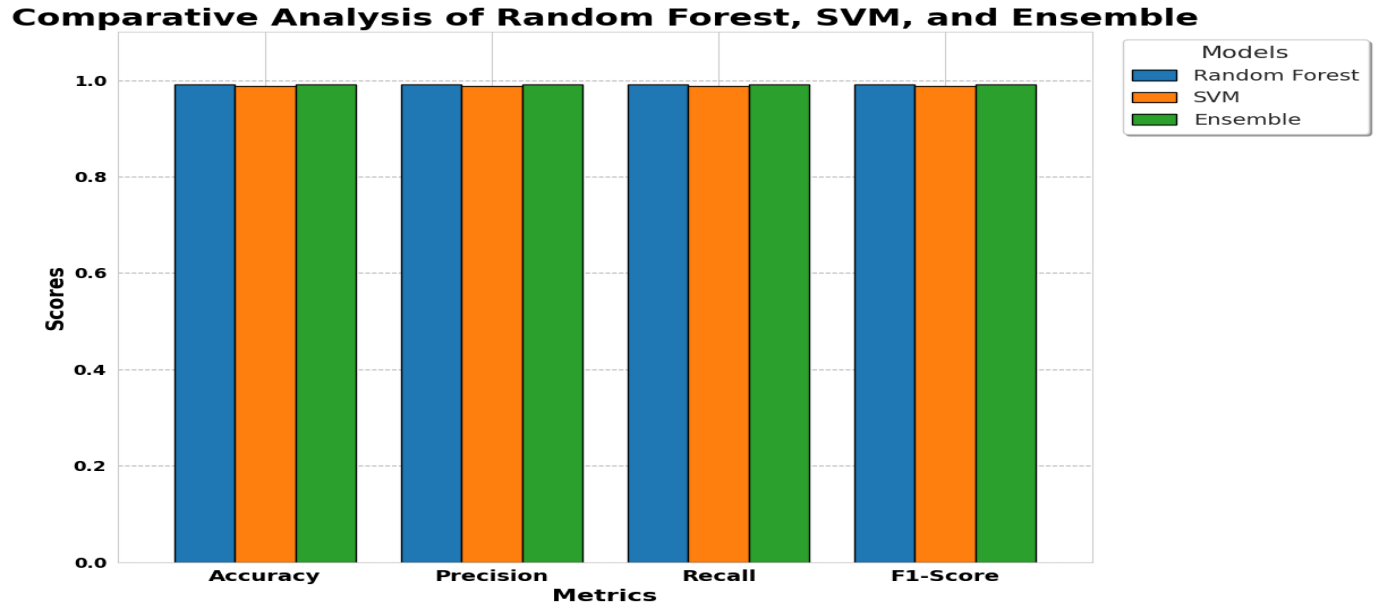 Comparative Analysis of Random Forest, SVM, and Ensemble
Models
Random Forest
SVM
Ensemble
Scores
1.0
0.8
0.6
0.4
0.2
0.0
Accuracy Precision Recall F1-Score
Metrics